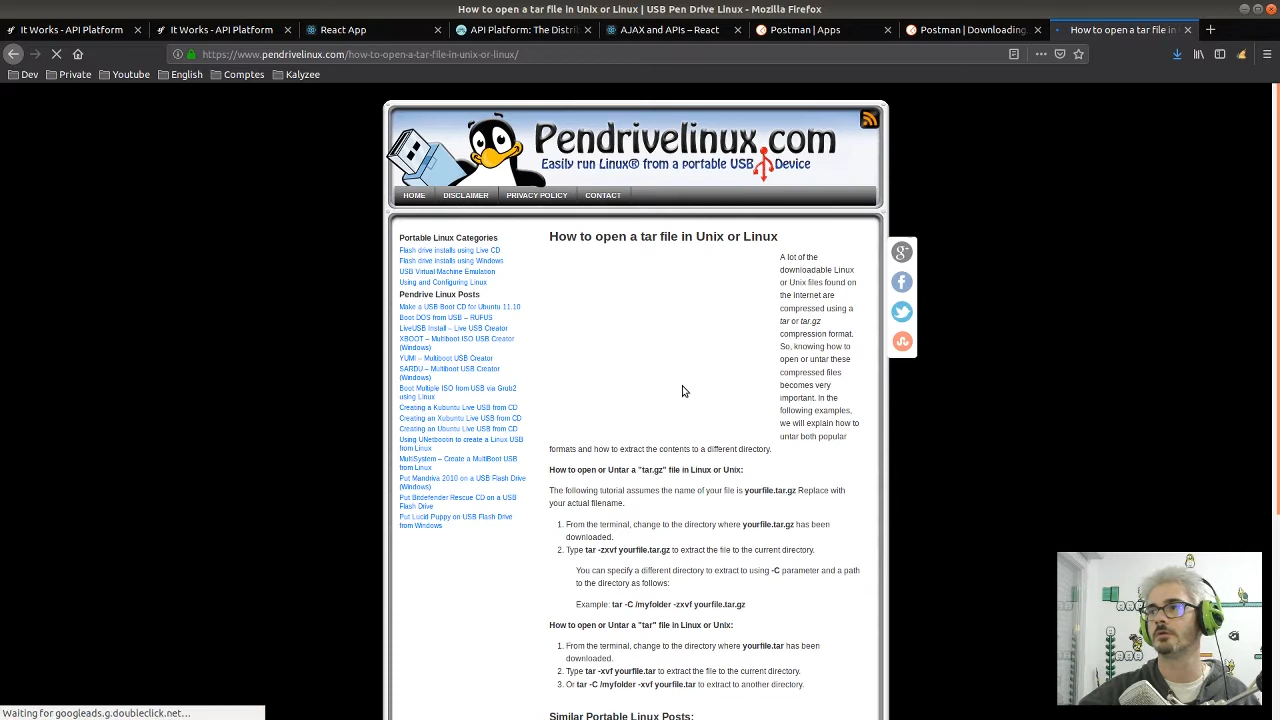 How to open a tar file in Unix or Linux | USB Pen Drive Linux - Mozilla Firefox
It Works - API Platform
It Works - API Platform
React App
API Platform: The Distrib
AJAX and APIs – React
Postman | Apps
Postman | Downloading
How to open a tar file in
https://www.pendrivelinux.com/how-to-open-a-tar-file-in-unix-or-linux/
Dev
Private
Youtube
English
Comptes
Kalyzee
Pendrivelinux.com
Easily run Linux® from a portable USB Device
HOME
DISCLAIMER
PRIVACY POLICY
CONTACT
Portable Linux Categories
Flash drive installs using Live CD
Flash drive installs using Windows
USB Virtual Machine Emulation
Using and Configuring Linux
Pendrive Linux Posts
Make a USB Boot CD for Ubuntu 11.10
Boot DOS from USB – RUFUS
LiveUSB Install – Live USB Creator
XBOOT – Multiboot ISO USB Creator
(Windows)
YUMI – Multiboot USB Creator
SARDU – Multiboot USB Creator
(Windows)
Boot Multiple ISO from USB via Grub2
using Linux
Creating a Kubuntu Live USB from CD
Creating an Xubuntu Live USB from CD
Creating an Ubuntu Live USB from CD
Using UNetbootin to create a Linux USB
from Linux
MultiSystem – Create a MultiBoot USB
from Linux
Put Mandriva 2010 on a USB Flash Drive
(Windows)
Put Bitdefender Rescue CD on a USB
Flash Drive
Put Lucid Puppy on USB Flash Drive
from Windows
How to open a tar file in Unix or Linux
A lot of the
downloadable Linux
or Unix files found on
the internet are
compressed using a
tar or tar.gz
compression format.
So, knowing how to
open or untar these
compressed files
becomes very
important. In the
following examples,
we will explain how to
untar both popular
formats and how to extract the contents to a different directory.
How to open or Untar a "tar.gz" file in Linux or Unix:
The following tutorial assumes the name of your file is yourfile.tar.gz Replace with
your actual filename.
1. From the terminal, change to the directory where yourfile.tar.gz has been
downloaded.
2. Type tar -zxvf yourfile.tar.gz to extract the file to the current directory.
You can specify a different directory to extract to using -C parameter and a path
to the directory as follows:
Example: tar -C /myfolder -zxvf yourfile.tar.gz
How to open or Untar a "tar" file in Linux or Unix:
1. From the terminal, change to the directory where yourfile.tar has been
downloaded.
2. Type tar -xvf yourfile.tar to extract the file to the current directory.
3. Or tar -C /myfolder -xvf yourfile.tar to extract to another directory.
Similar Portable Linux Posts:
g+
Waiting for googleads.g.doubleclick.net…